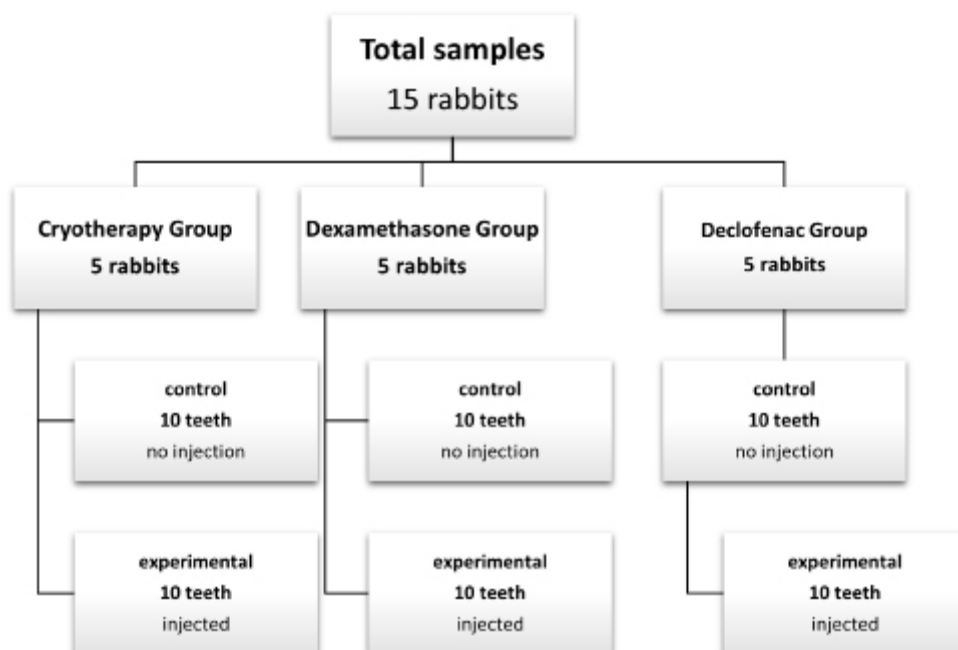 Total samples
15 rabbits
Cryotherapy Group
5 rabbits
Dexamethasone Group
5 rabbits
Declofenac Group
5 rabbits
control
10 teeth
no injection
control
10 teeth
no injection
control
10 teeth
no injection
experimental
10 teeth
injected
experimental
10 teeth
injected
experimental
10 teeth
injected